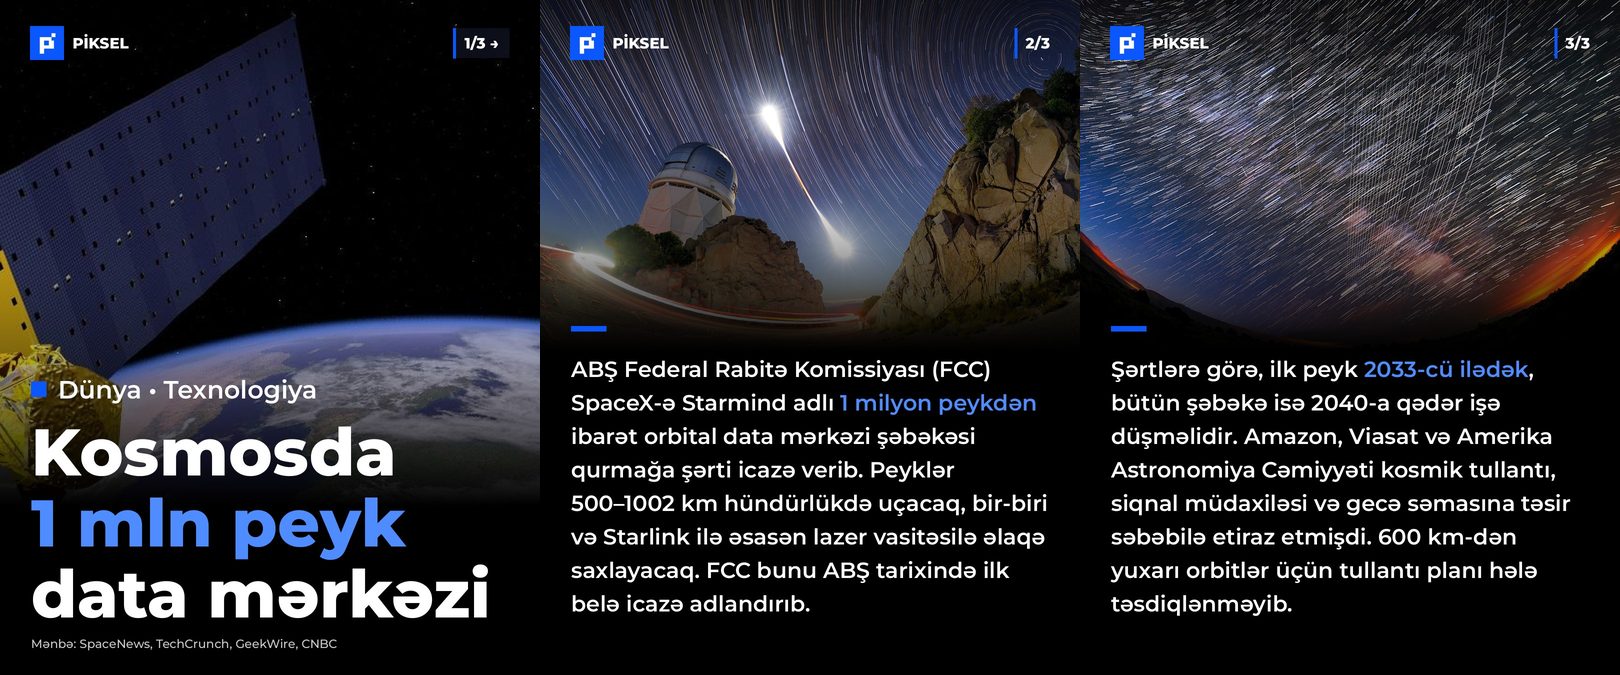 PİKSEL
1/3 →
Dünya • Texnologiya
Kosmosda
1 mln peyk
data mərkəzi
Mənbə: SpaceNews, TechCrunch, GeekWire, CNBC
PİKSEL
2/3
ABŞ Federal Rabitə Komissiyası (FCC)
SpaceX-ə Starmind adlı 1 milyon peykdən
ibarət orbital data mərkəzi şəbəkəsi
qurmağa şərti icazə verib. Peyklər
500–1002 km hündürlükdə uçacaq, bir-biri
və Starlink ilə əsasən lazer vasitəsilə əlaqə
saxlayacaq. FCC bunu ABŞ tarixində ilk
belə icazə adlandırıb.
PİKSEL
3/3
Şərtlərə görə, ilk peyk 2033-cü ilədək,
bütün şəbəkə isə 2040-a qədər işə
düşməlidir. Amazon, Viasat və Amerika
Astronomiya Cəmiyyəti kosmik tullantı,
siqnal müdaxiləsi və gecə səmasına təsir
səbəbilə etiraz etmişdi. 600 km-dən
yuxarı orbitlər üçün tullantı planı hələ
təsdiqlənməyib.